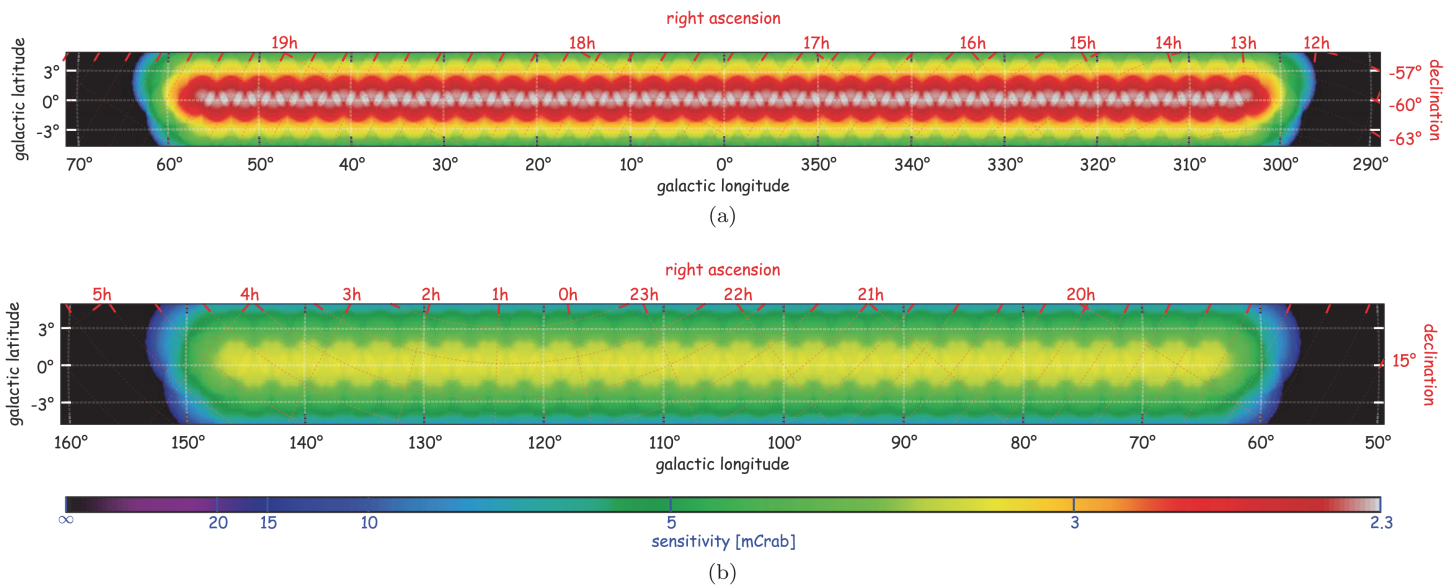 right ascension
19h 18h 17h 16h 15h 14h 13h 12h
galactic latitude
3°
0°
-3°
-57°
-60°
-63°
declination
70° 60° 50° 40° 30° 20° 10° 0° 350° 340° 330° 320° 310° 300° 290°
galactic longitude
(a)
right ascension
5h 4h 3h 2h 1h 0h 23h 22h 21h 20h
galactic latitude
3°
0°
-3°
15°
declination
160° 150° 140° 130° 120° 110° 100° 90° 80° 70° 60° 50°
galactic longitude
∞ 20 15 10 5 3 2.3
sensitivity [mCrab]
(b)